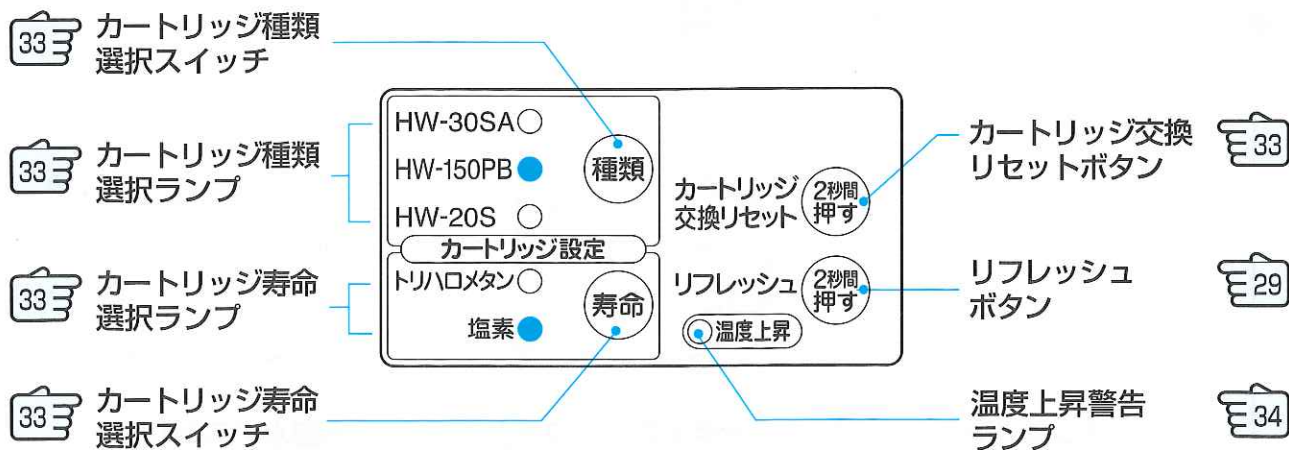 33 カートリッジ種類
選択スイッチ
33 カートリッジ種類
選択ランプ
33 カートリッジ寿命
選択ランプ
33 カートリッジ寿命
選択スイッチ
HW-30SA
HW-150PB
HW-20S
種類
カートリッジ設定
トリハロメタン
塩素
寿命
カートリッジ
交換リセット
2秒間
押す
リフレッシュ
2秒間
押す
温度上昇
カートリッジ交換 33
リセットボタン
リフレッシュ 29
ボタン
温度上昇警告 34
ランプ